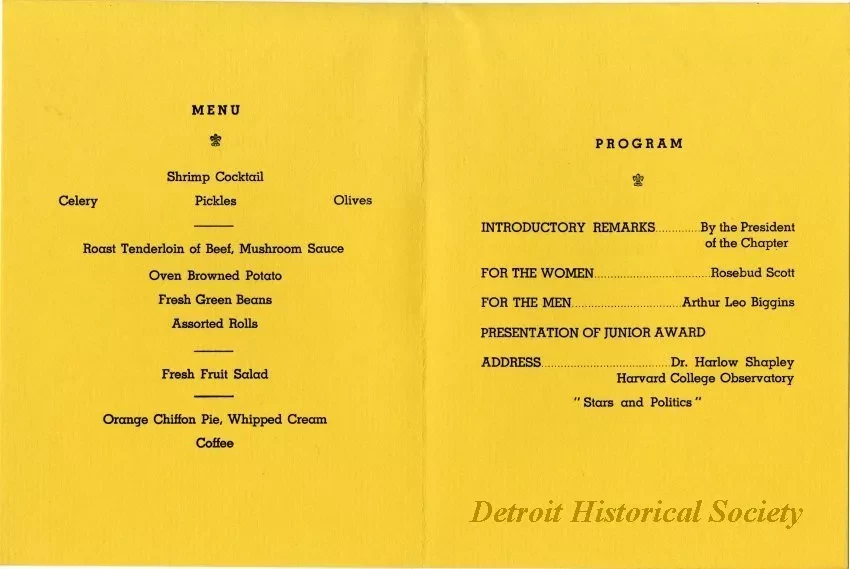 MENU
Shrimp Cocktail
Celery Pickles Olives
Roast Tenderloin of Beef, Mushroom Sauce
Oven Browned Potato
Fresh Green Beans
Assorted Rolls
Fresh Fruit Salad
Orange Chiffon Pie, Whipped Cream
Coffee
PROGRAM
INTRODUCTORY REMARKS............By the President
of the Chapter
FOR THE WOMEN................................Rosebud Scott
FOR THE MEN..............................Arthur Leo Biggins
PRESENTATION OF JUNIOR AWARD
ADDRESS....................................Dr. Harlow Shapley
Harvard College Observatory
"Stars and Politics"
Detroit Historical Society